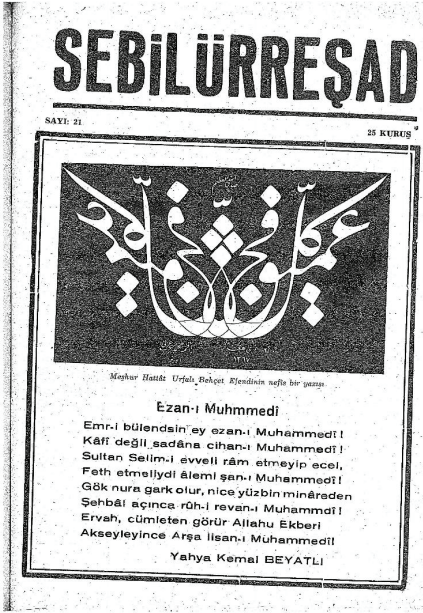 SEBİLÜRREŞAD
SAYI: 21
25 KURUŞ
Meşhur Hattât Urfalı Behçet Efendinin nefis bir yazısı
Ezan-ı Muhmmedî
Emr-i bülendsin ey ezan-ı Muhammedî!
Kâfi değil sadâna cihan-ı Muhammedî!
Sultan Selim-i evveli râm etmeyip ecel,
Feth etmeliydi âlemi şan-ı Muhammedî!
Gök nura gark olur, nice yüzbin minâreden
Şehbâl açınca rûh-i revan-ı Muhammdî!
Ervah, cümleten görür Allahu Ekberi
Akseyleyince Arşa lisan-ı Muhammedî!
Yahya Kemal BEYATLI